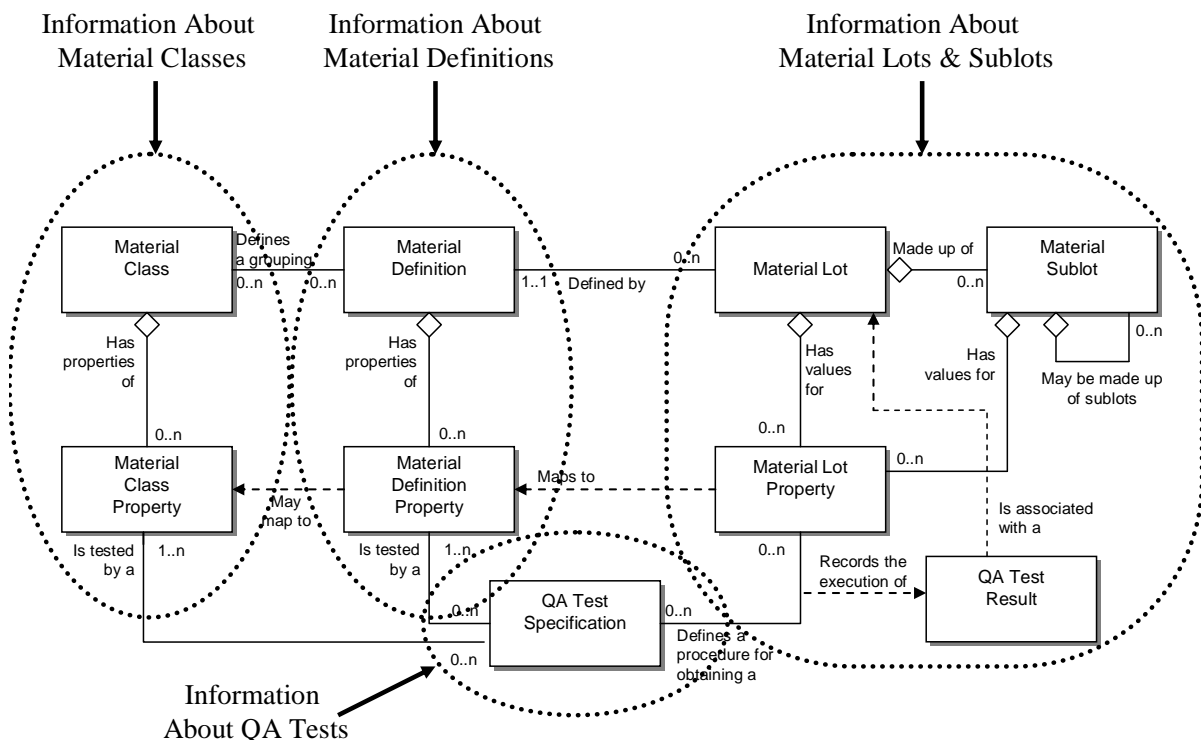 Information About
Material Classes
Information About
Material Definitions
Information About
Material Lots & Sublots
Material
Class
Defines
a grouping
0..n
0..n
Material
Definition
1..1
Defined by
0..n
Material Lot
Made up of
0..n
Material
Sublot
Has
properties
of
0..n
Has
properties
of
0..n
Has
values
for
0..n
Has
values for
0..n
0..n
May be made up
of sublots
Material
Class
Property
May
map to
Material
Definition
Property
Maps to
Material Lot
Property
Is tested
by a
1..n
Is tested
by a
1..n
0..n
Is associated
with a
Records the
execution of
QA Test
Result
0..n
QA Test
Specification
0..n
0..n
Defines a
procedure for
obtaining a
Information
About QA Tests